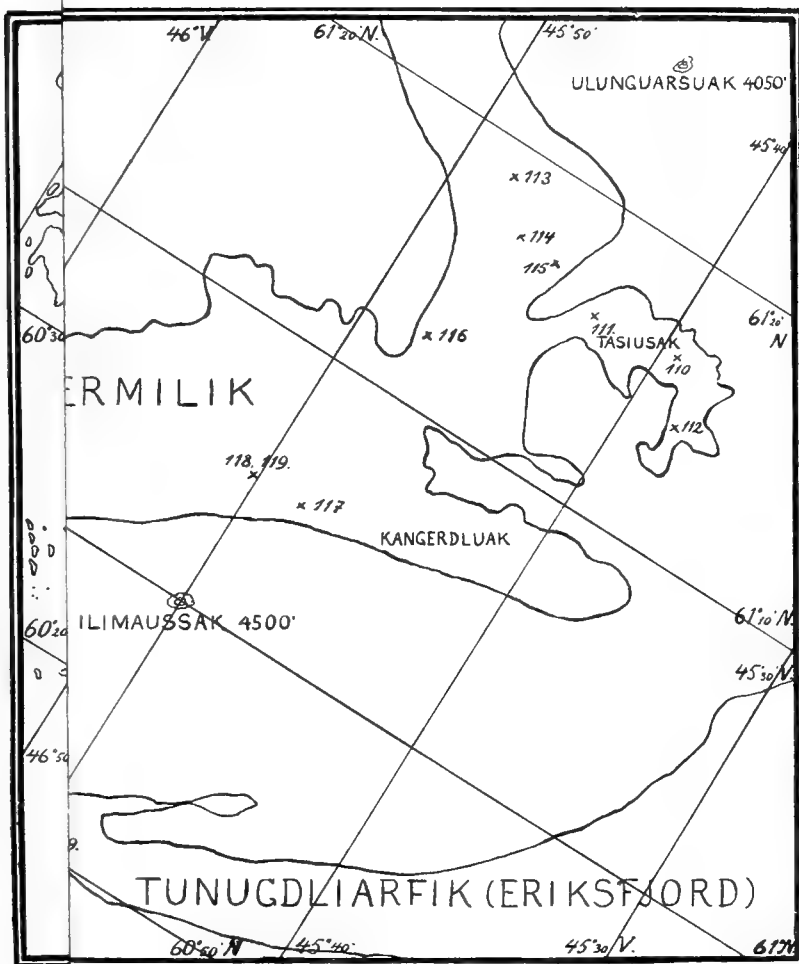 46°V.
61°20'N.
45°50'
ULUNGUARSUAK 4050'
45°40'
113
114
115
61°20'
N
60°30
111.
TASIUSAK
116
110
ERMILIK
112
118. 119.
117
KANGERDLUAK
61°10'N.
ILIMAUSSAK 4500'
60°20
45°30'N.
46°50
9.
TUNUGDLIARFIK (ERIKSFJORD)
60°50' N
45°40'
45°30'V.
61°N.